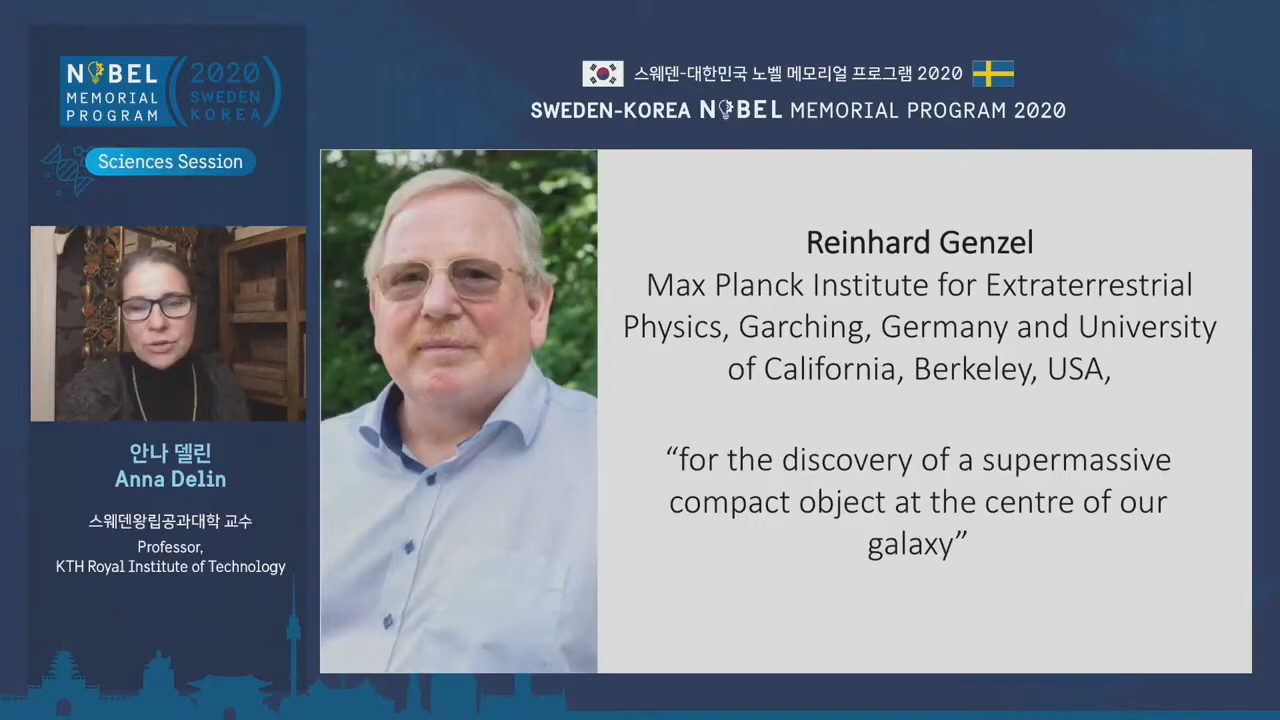 NOBEL
MEMORIAL
PROGRAM
2020
SWEDEN
KOREA
Sciences Session
안나 델린
Anna Delin
스웨덴왕립공과대학 교수
Professor,
KTH Royal Institute of Technology
스웨덴-대한민국 노벨 메모리얼 프로그램 2020
SWEDEN-KOREA NOBEL MEMORIAL PROGRAM 2020
Reinhard Genzel
Max Planck Institute for Extraterrestrial
Physics, Garching, Germany and University
of California, Berkeley, USA,
“for the discovery of a supermassive
compact object at the centre of our
galaxy”